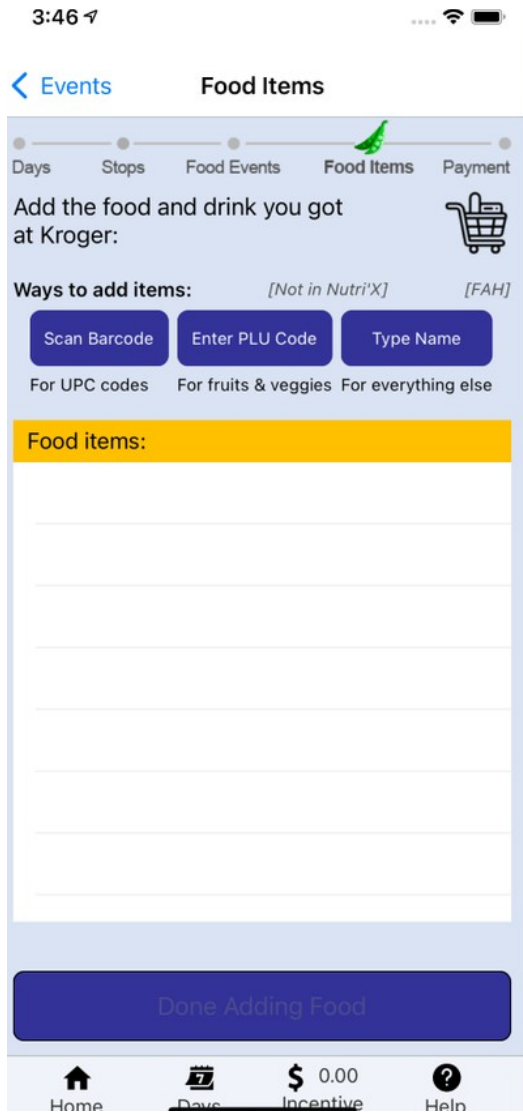 3:46
Events
Food Items
Days Stops Food Events Food Items Payment
Add the food and drink you got
at Kroger:
Ways to add items: [Not in Nutri'X] [FAH]
Scan Barcode Enter PLU Code Type Name
For UPC codes For fruits & veggies For everything else
Food items:
Done Adding Food
7 $ 0.00 ?
Home Days Incentive Help